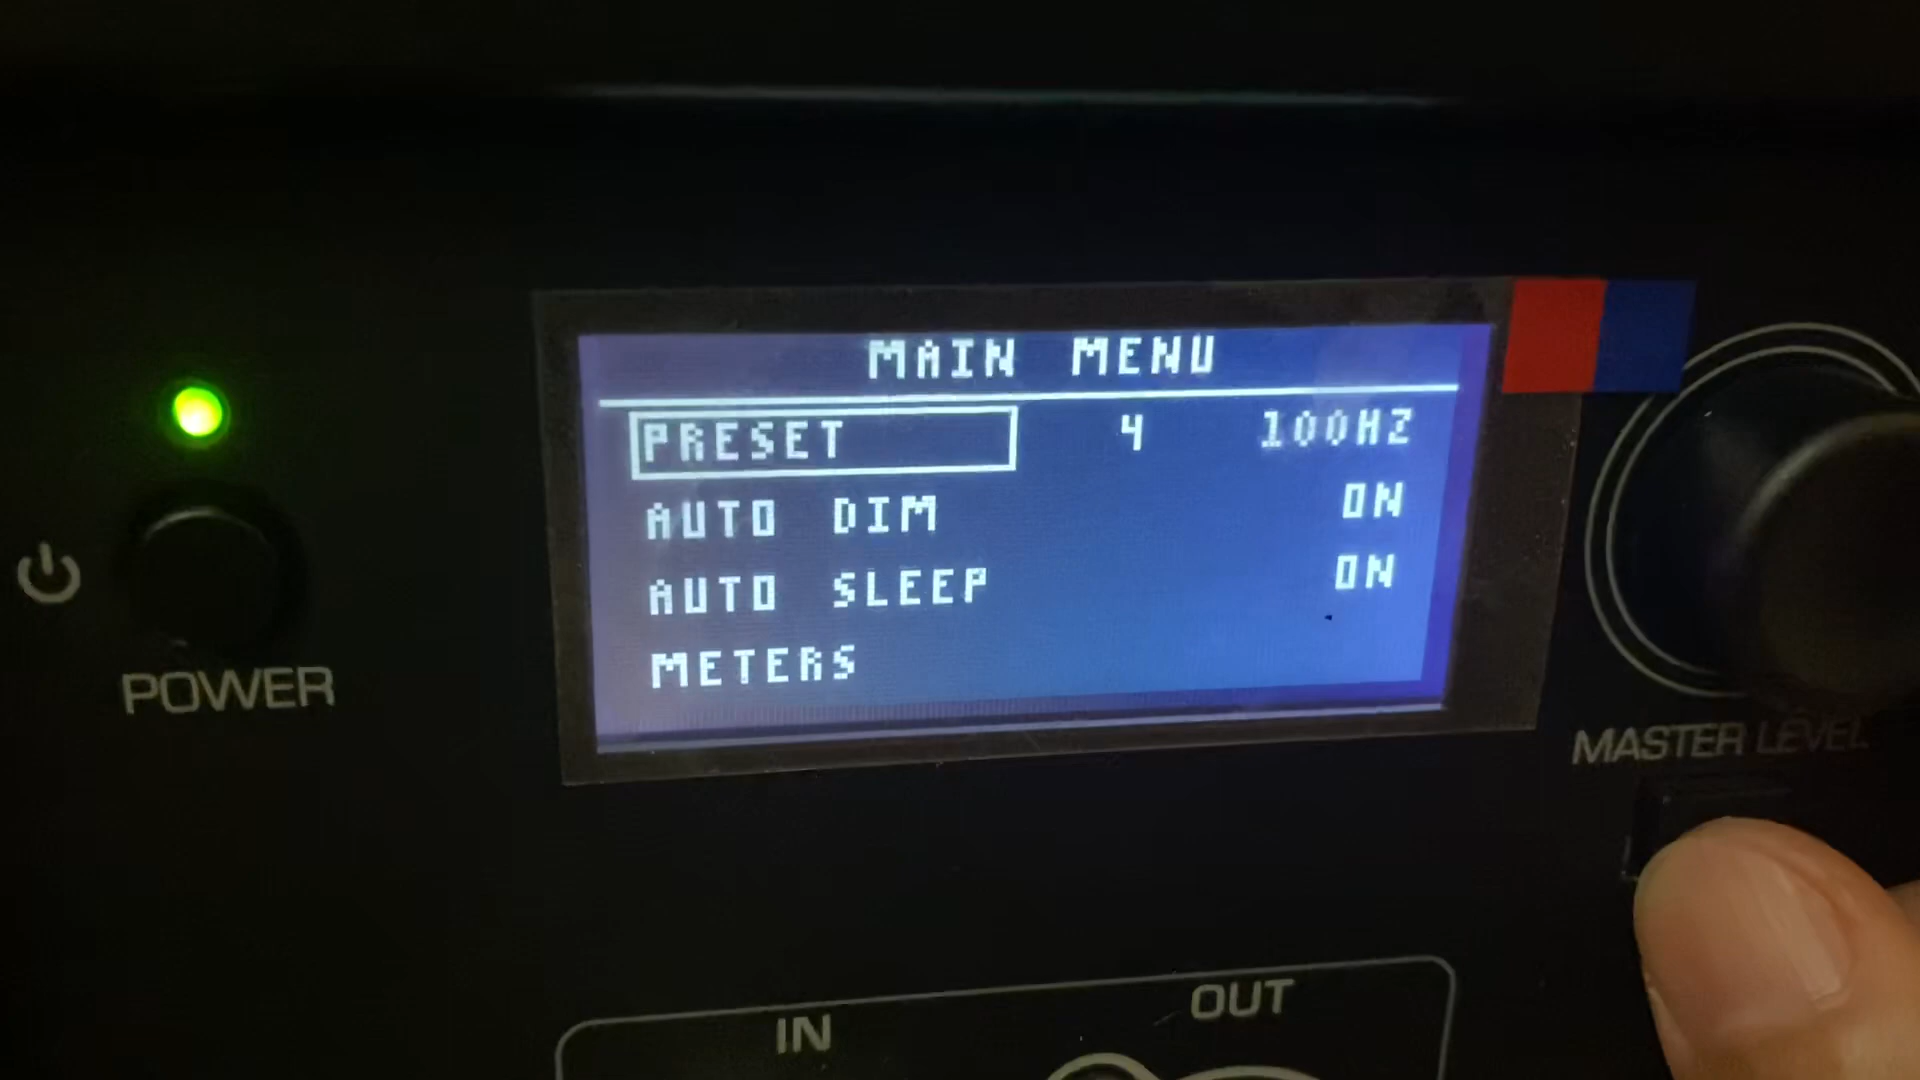 MAIN MENU
PRESET 4 100HZ
AUTO DIM ON
AUTO SLEEP ON
METERS
POWER
MASTER LEVEL
IN
OUT